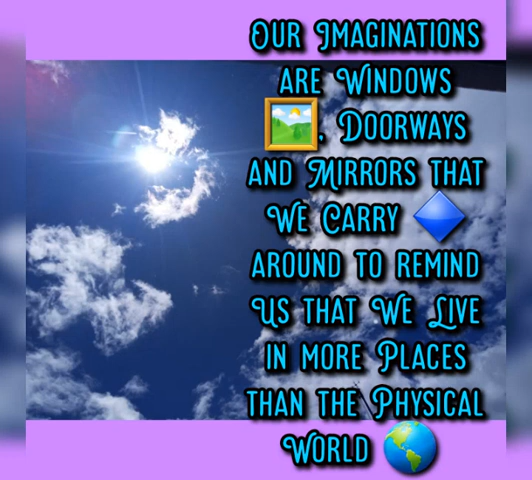 Our Imaginations
are Windows
🖼️, Doorways
and Mirrors that
We Carry 🔷
around to remind
Us that We Live
in more Places
than the Physical
World 🌎